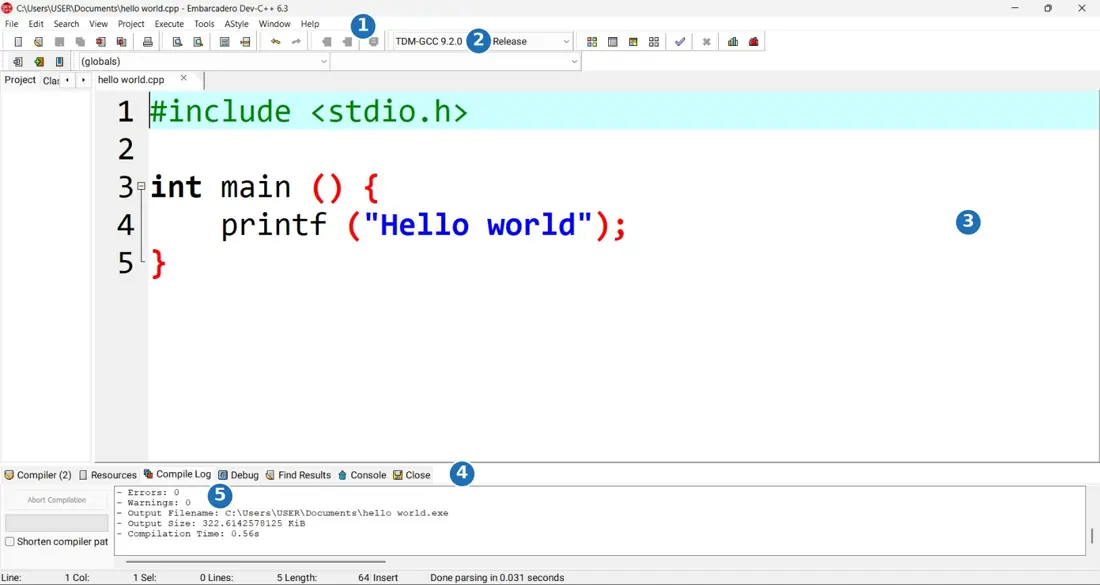 C:\Users\USER\Documents\hello world.cpp - Embarcadero Dev-C++ 6.3
File Edit Search View Project Execute Tools AStyle Window Help
1
TDM-GCC 9.2.0 2 Release
(globals)
Project Clas hello world.cpp
1 #include <stdio.h>
2
3 int main () {
3
4 printf ("Hello world");
5 }
Compiler (2) Resources Compile Log Debug Find Results Console Close 4
5
Abort Compilation
- Errors: 0
- Warnings: 0
- Output Filename: C:\Users\USER\Documents\hello world.exe
- Output Size: 322.6142578125 KiB
- Compilation Time: 0.56s
Shorten compiler pat
Line: 1 Col: 1 Sel: 0 Lines: 5 Length: 64 Insert Done parsing in 0.031 seconds